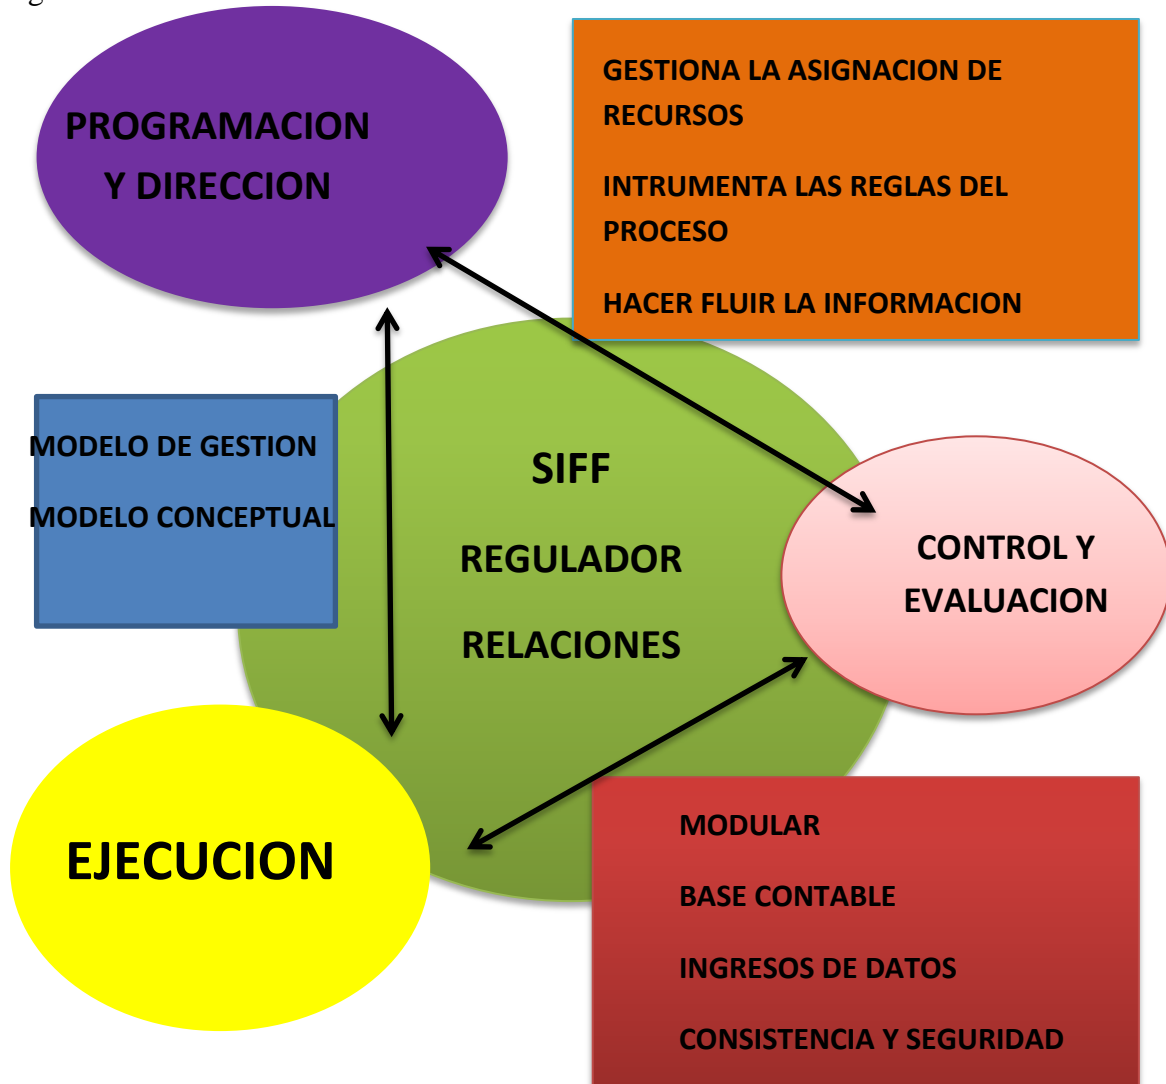 PROGRAMACION
Y DIRECCION
GESTIONA LA ASIGNACION DE
RECURSOS
INTRUMENTA LAS REGLAS DEL
PROCESO
HACER FLUIR LA INFORMACION
MODELO DE GESTION
MODELO CONCEPTUAL
SIFF
REGULADOR
RELACIONES
CONTROL Y
EVALUACION
EJECUCION
MODULAR
BASE CONTABLE
INGRESOS DE DATOS
CONSISTENCIA Y SEGURIDAD